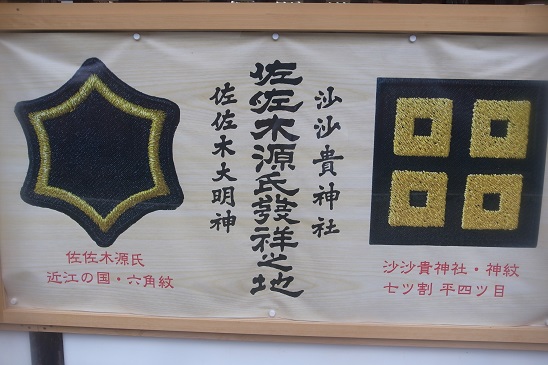 沙沙貴神社
佐佐木源氏發祥之地
佐佐木大明神
佐佐木源氏
近江の国・六角紋
沙沙貴神社・神紋
七ツ割 平四ツ目